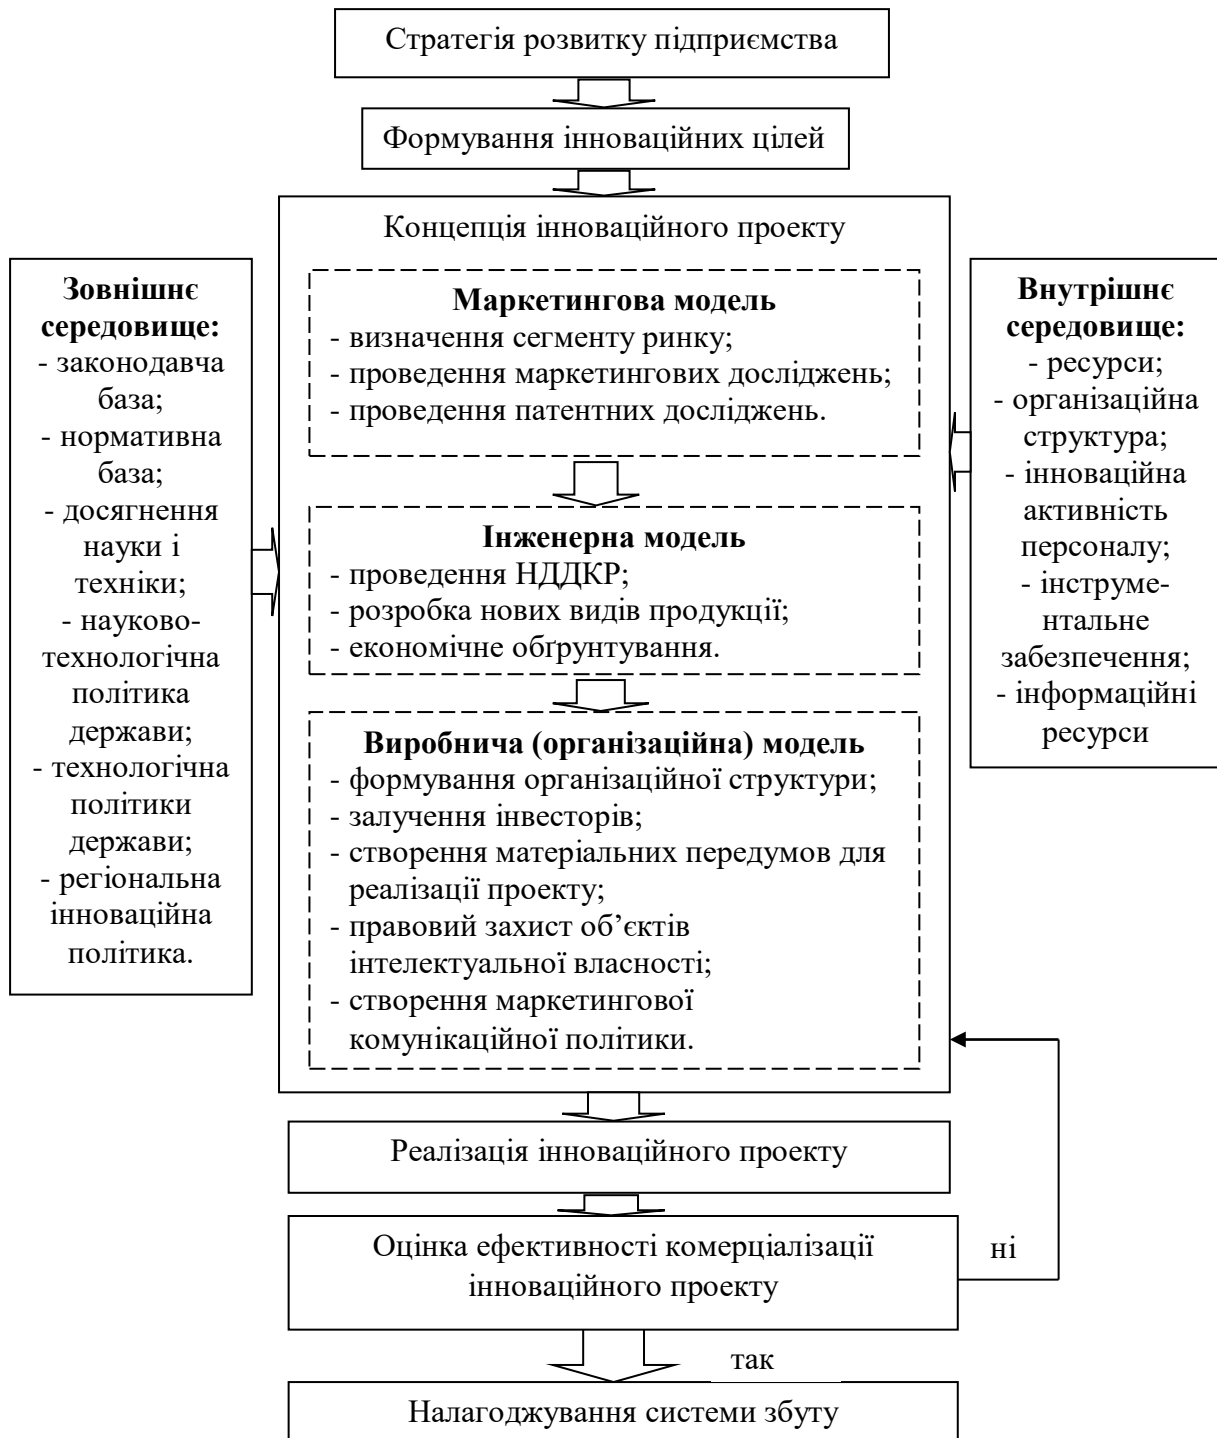 Стратегія розвитку підприємства
Формування інноваційних цілей
Концепція інноваційного проекту
Зовнішнє
середовище:
- законодавча
база;
- нормативна
база;
- досягнення
науки і
техніки;
- науково-
технологічна
політика
держави;
- технологічна
політики
держави;
- регіональна
інноваційна
політика.
Маркетингова модель
- визначення сегменту ринку;
- проведення маркетингових досліджень;
- проведення патентних досліджень.
Інженерна модель
- проведення НДДКР;
- розробка нових видів продукції;
- економічне обґрунтування.
Виробнича (організаційна) модель
- формування організаційної структури;
- залучення інвесторів;
- створення матеріальних передумов для
реалізації проекту;
- правовий захист об’єктів
інтелектуальної власності;
- створення маркетингової
комунікаційної політики.
Внутрішнє
середовище:
- ресурси;
- організаційна
структура;
- інноваційна
активність
персоналу;
- інструме-
нтальне
забезпечення;
- інформаційні
ресурси
Реалізація інноваційного проекту
Оцінка ефективності комерціалізації
інноваційного проекту
ні
так
Налагоджування системи збуту